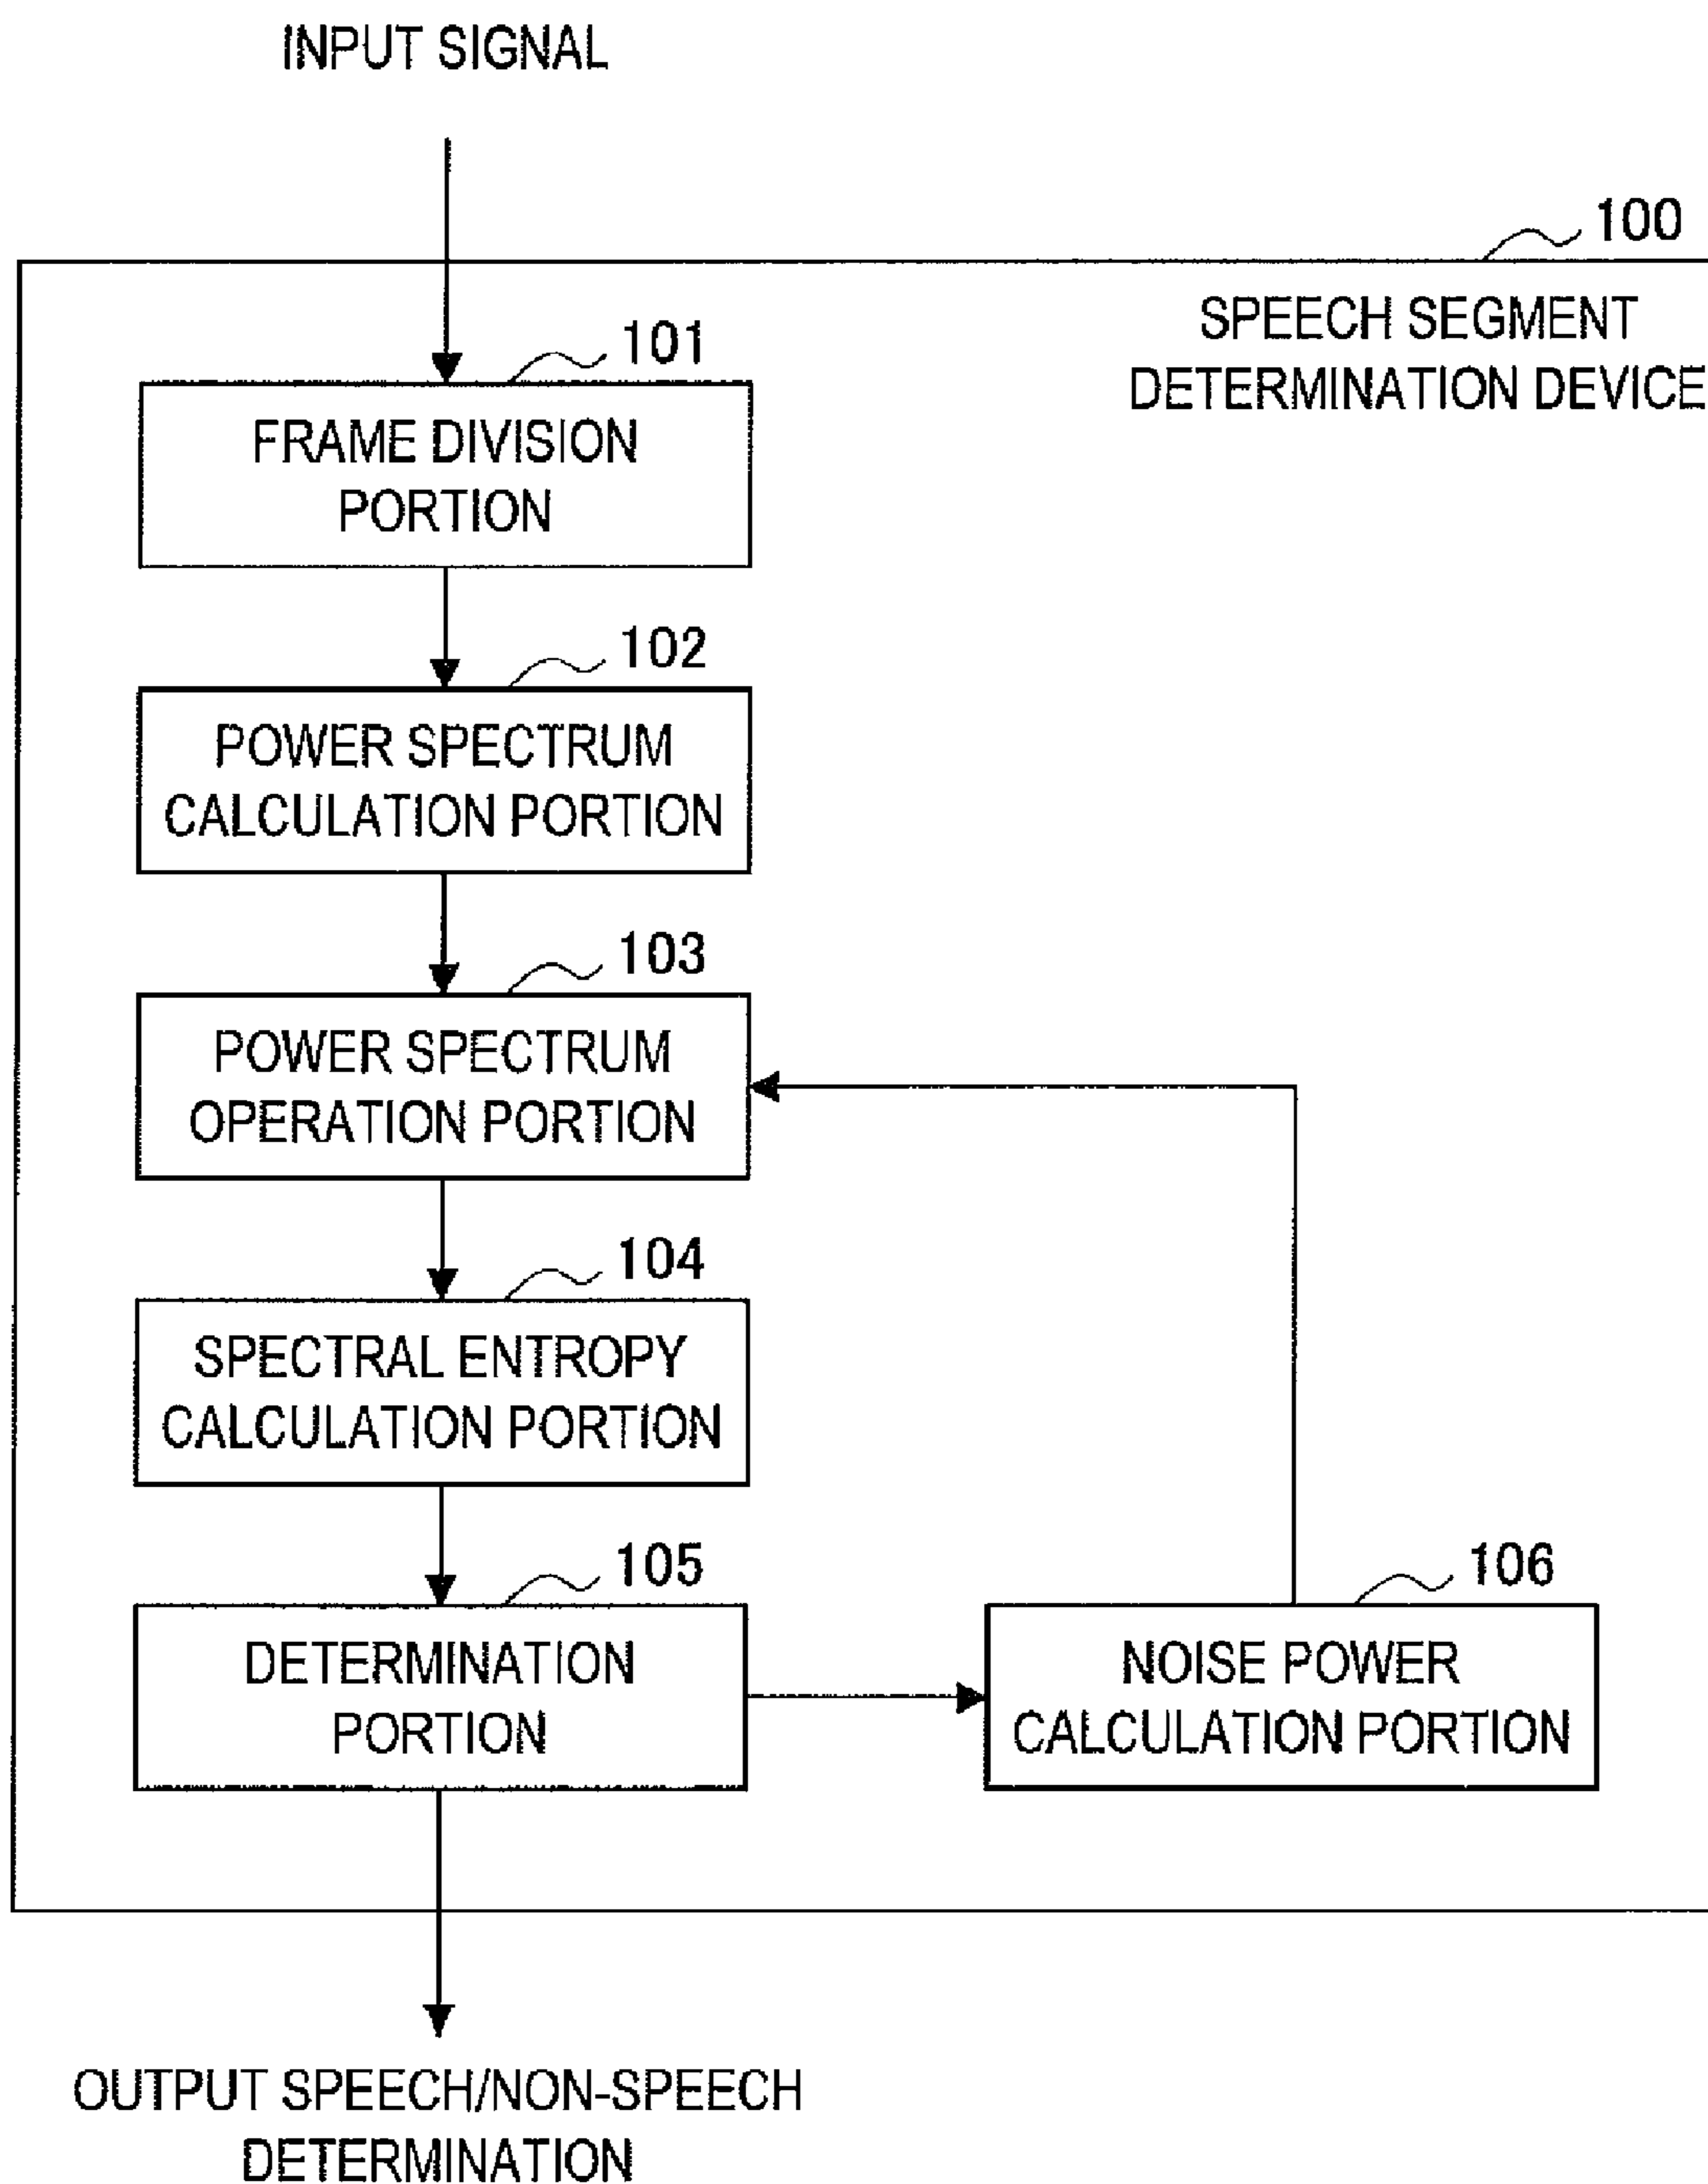 INPUT SIGNAL
100
SPEECH SEGMENT
DETERMINATION DEVICE
101
FRAME DIVISION
PORTION
102
POWER SPECTRUM
CALCULATION PORTION
103
POWER SPECTRUM
OPERATION PORTION
104
SPECTRAL ENTROPY
CALCULATION PORTION
105
DETERMINATION
PORTION
106
NOISE POWER
CALCULATION PORTION
OUTPUT SPEECH/NON-SPEECH
DETERMINATION